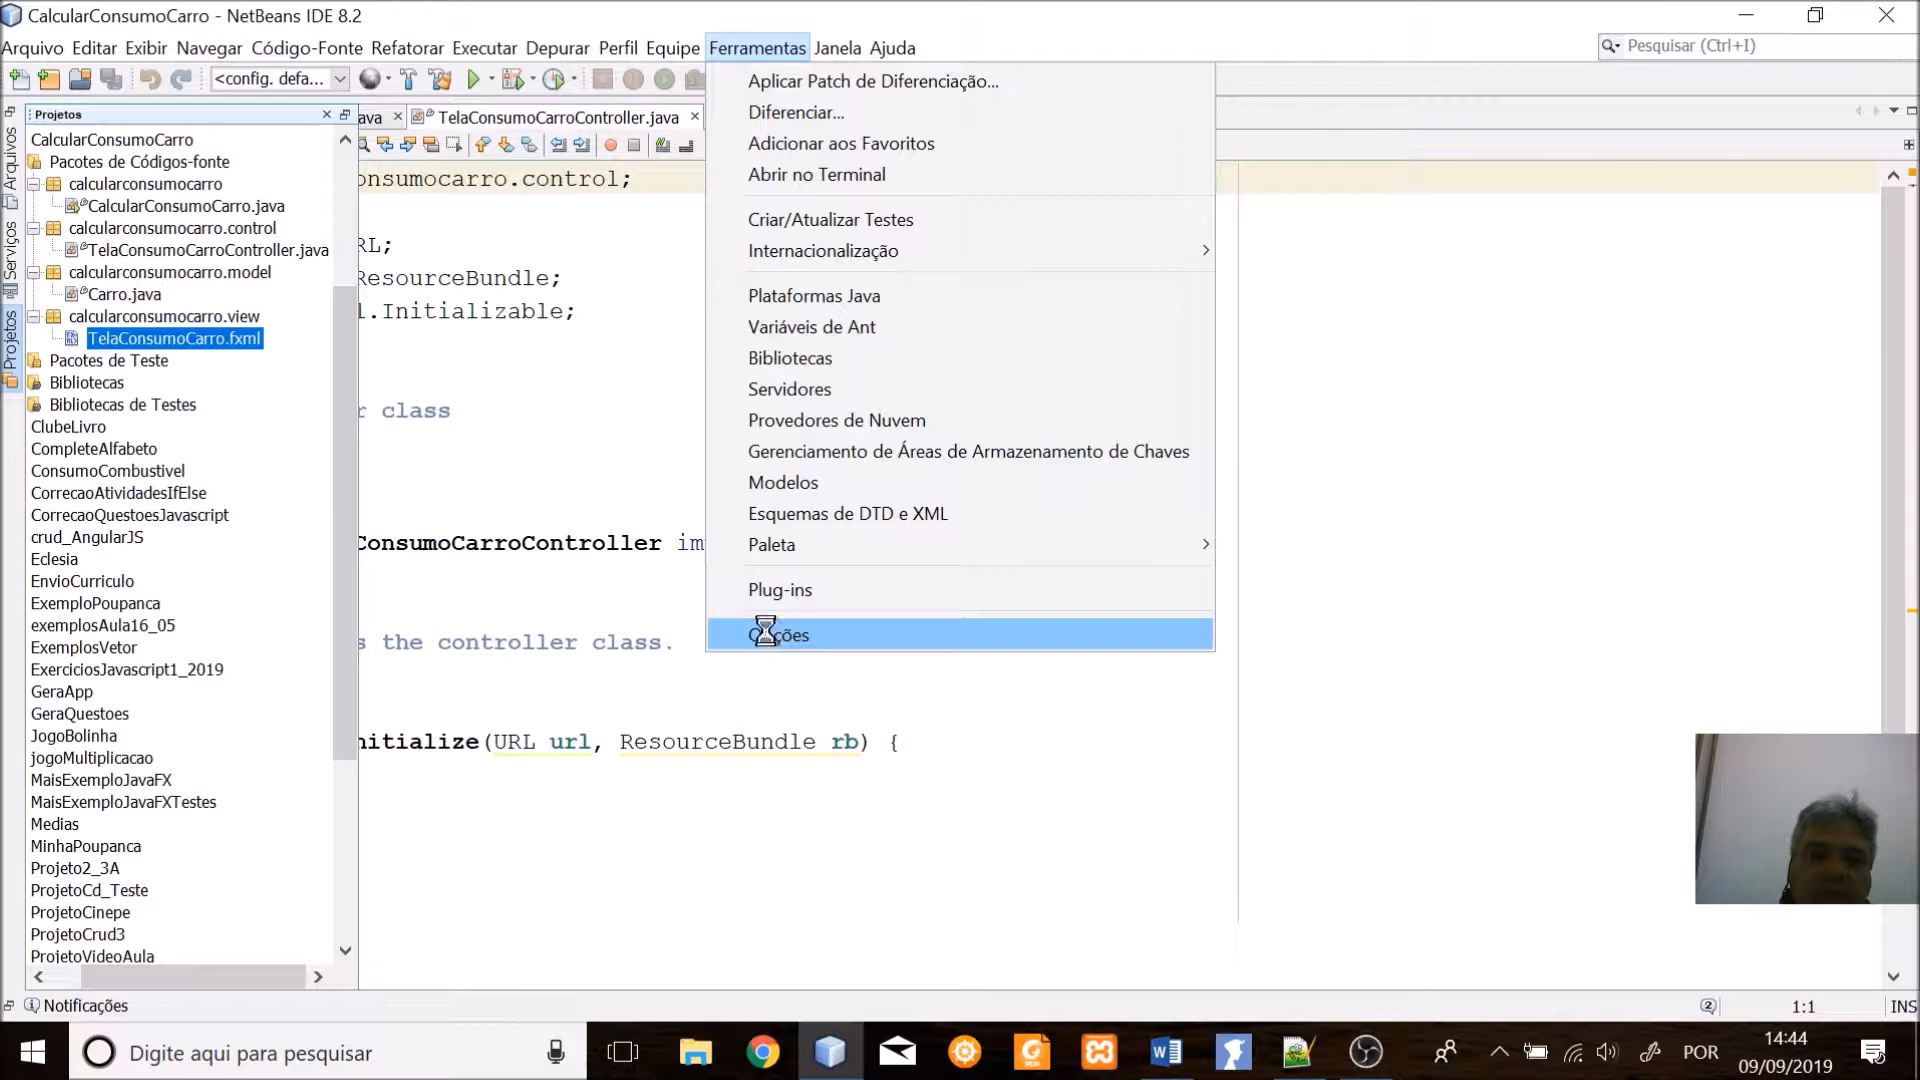 CalcularConsumoCarro - NetBeans IDE 8.2
Arquivo Editar Exibir Navegar Código-Fonte Refatorar Executar Depurar Perfil Equipe Ferramentas Janela Ajuda
Pesquisar (Ctrl+I)
<config. defa...
Projetos
ava
TelaConsumoCarroController.java
Arquivos
Serviços
Projetos
CalcularConsumoCarro
Pacotes de Códigos-fonte
calcularconsumocarro
CalcularConsumoCarro.java
calcularconsumocarro.control
TelaConsumoCarroController.java
calcularconsumocarro.model
Carro.java
calcularconsumocarro.view
TelaConsumoCarro.fxml
Pacotes de Teste
Bibliotecas
Bibliotecas de Testes
ClubeLivro
CompleteAlfabeto
ConsumoCombustivel
CorrecaoAtividadesIfElse
CorrecaoQuestoesJavascript
crud_AngularJS
Eclesia
EnvioCurriculo
ExemploPoupanca
exemplosAula16_05
ExemplosVetor
ExerciciosJavascript1_2019
GeraApp
GeraQuestoes
JogoBolinha
jogoMultiplicacao
MaisExemploJavaFX
MaisExemploJavaFXTestes
Medias
MinhaPoupanca
Projeto2_3A
ProjetoCd_Teste
ProjetoCinepe
ProjetoCrud3
ProjetoVideoAula
onsumocarro.control;
RL;
ResourceBundle;
l.Initializable;
r class
ConsumoCarroController im
s the controller class.
nitialize(URL url, ResourceBundle rb) {
Aplicar Patch de Diferenciação...
Diferenciar...
Adicionar aos Favoritos
Abrir no Terminal
Criar/Atualizar Testes
Internacionalização
Plataformas Java
Variáveis de Ant
Bibliotecas
Servidores
Provedores de Nuvem
Gerenciamento de Áreas de Armazenamento de Chaves
Modelos
Esquemas de DTD e XML
Paleta
Plug-ins
Opções
Notificações
1:1
INS
Digite aqui para pesquisar
POR
14:44
09/09/2019